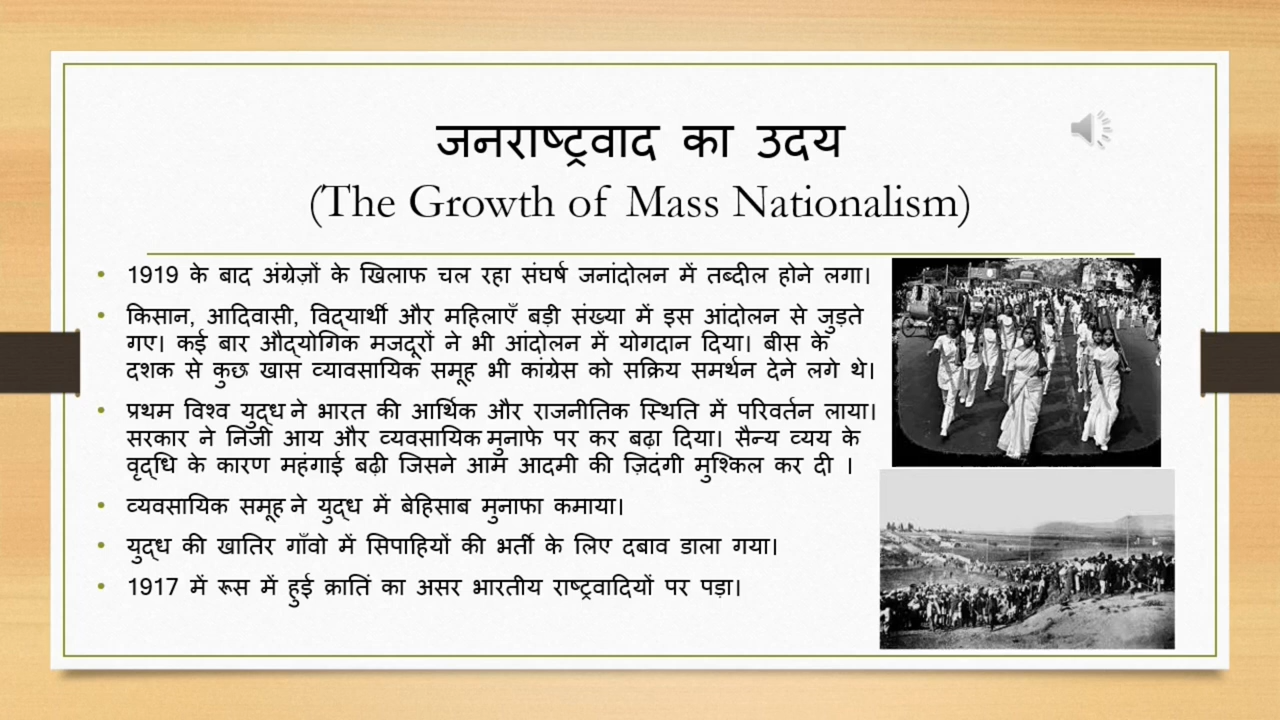 जनराष्ट्रवाद का उदय
(The Growth of Mass Nationalism)
• 1919 के बाद अंग्रेज़ों के खिलाफ चल रहा संघर्ष जनांदोलन में तब्दील होने लगा।
• किसान, आदिवासी, विद्यार्थी और महिलाएँ बड़ी संख्या में इस आंदोलन से जुड़ते
गए। कई बार औद्योगिक मजदूरों ने भी आंदोलन में योगदान दिया। बीस के
दशक से कुछ खास व्यावसायिक समूह भी कांग्रेस को सक्रिय समर्थन देने लगे थे।
• प्रथम विश्व युद्ध ने भारत की आर्थिक और राजनीतिक स्थिति में परिवर्तन लाया।
सरकार ने निजी आय और व्यवसायिक मुनाफे पर कर बढ़ा दिया। सैन्य व्यय के
वृद्धि के कारण महंगाई बढ़ी जिसने आम आदमी की ज़िदंगी मुश्किल कर दी ।
• व्यवसायिक समूह ने युद्ध में बेहिसाब मुनाफा कमाया।
• युद्ध की खातिर गाँवो में सिपाहियों की भर्ती के लिए दबाव डाला गया।
• 1917 में रूस में हुई क्रातिं का असर भारतीय राष्ट्रवादियों पर पड़ा।